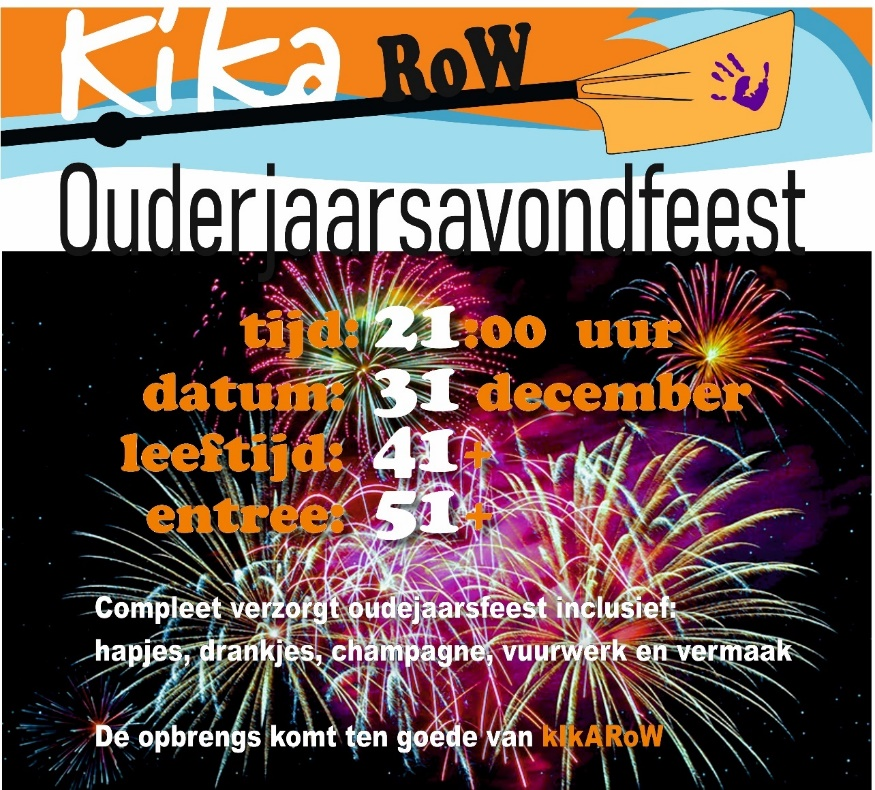 Kika RoW
Ouderjaarsavondfeest
tijd: 21:00 uur
datum: 31 december
leeftijd: 41+
entree: 51+
Compleet verzorgt oudejaarsfeest inclusief:
hapjes, drankjes, champagne, vuurwerk en vermaak
De opbrengs komt ten goede van kIkARoW